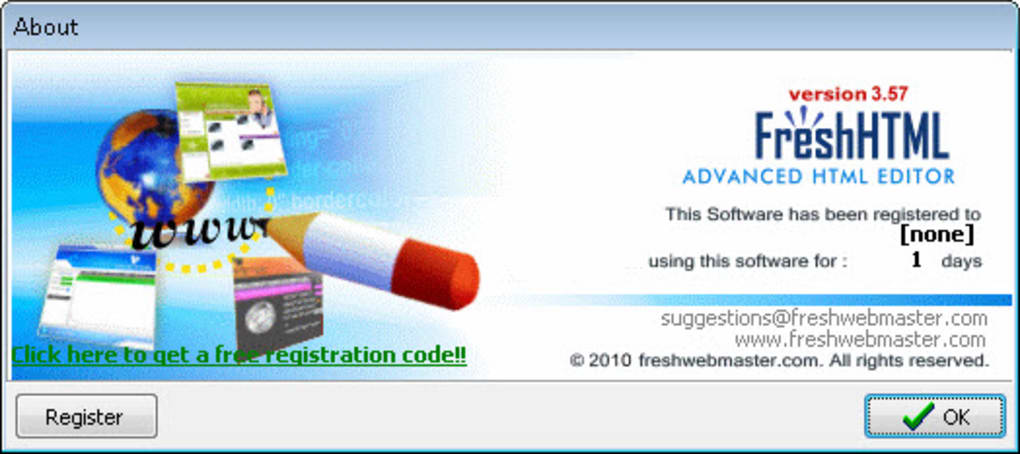 About
version 3.57
FreshHTML
ADVANCED HTML EDITOR
This Software has been registered to
[none]
using this software for : 1 days
www
suggestions@freshwebmaster.com
www.freshwebmaster.com
Click here to get a free registration code!!
© 2010 freshwebmaster.com. All rights reserved.
Register
OK